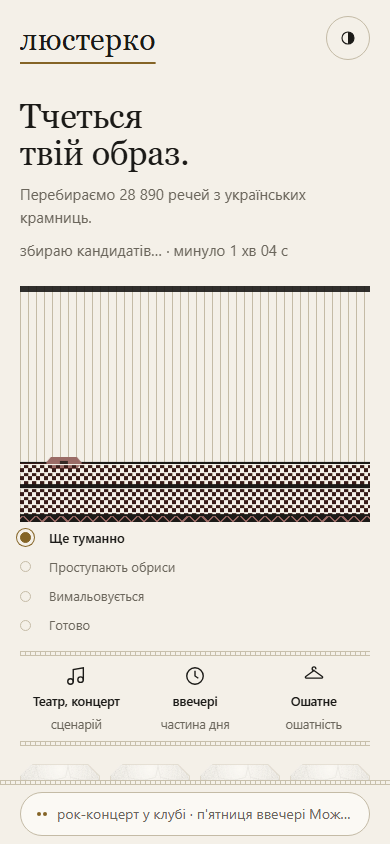 люстерко
Тчеться
твій образ.
Перебираємо 28 890 речей з українських
крамниць.
збираю кандидатів... · минуло 1 хв 04 с
Ще туманно
Проступають обриси
Вимальовується
Готово
Театр, концерт
сценарій
ввечері
частина дня
Ошатне
ошатність
рок-концерт у клубі · п'ятниця ввечері Мож...